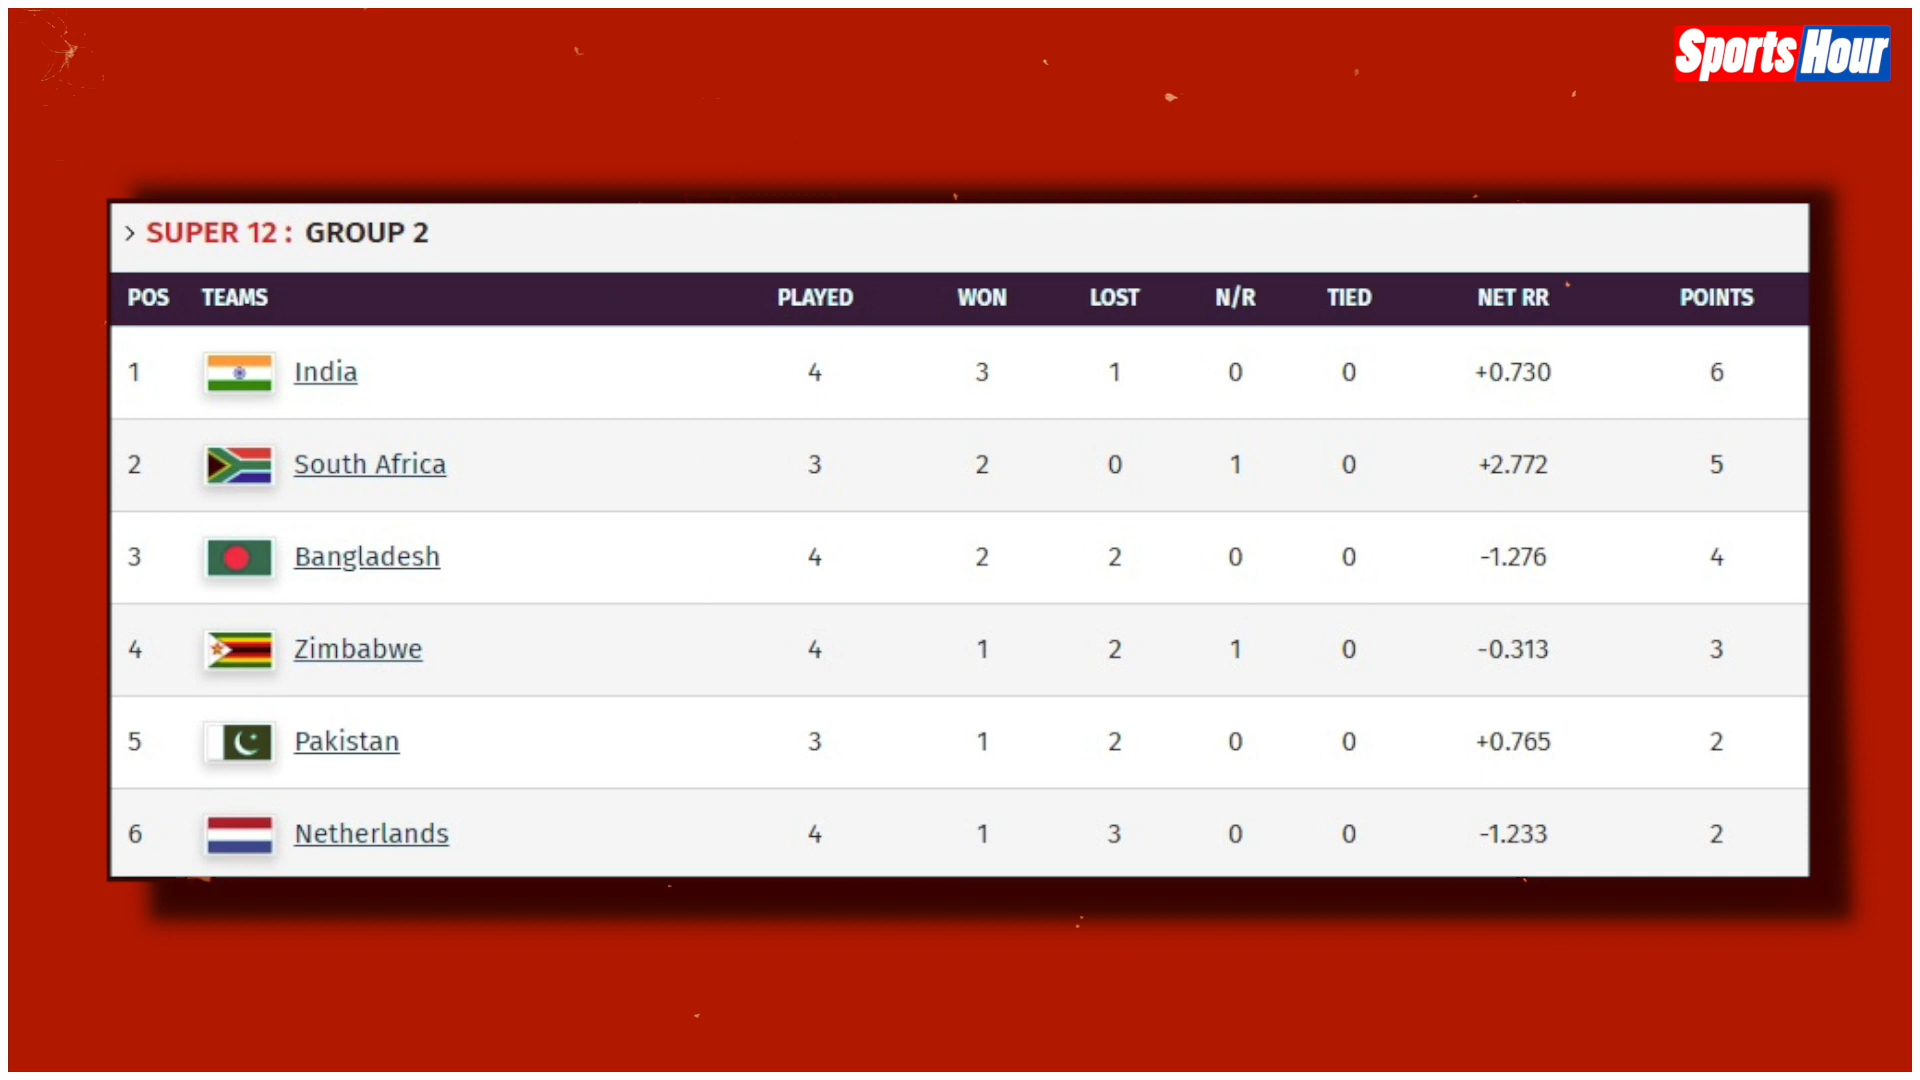 SportsHour
> SUPER 12 : GROUP 2
POS TEAMS PLAYED WON LOST N/R TIED NET RR POINTS
1 India 4 3 1 0 0 +0.730 6
2 South Africa 3 2 0 1 0 +2.772 5
3 Bangladesh 4 2 2 0 0 -1.276 4
4 Zimbabwe 4 1 2 1 0 -0.313 3
5 Pakistan 3 1 2 0 0 +0.765 2
6 Netherlands 4 1 3 0 0 -1.233 2